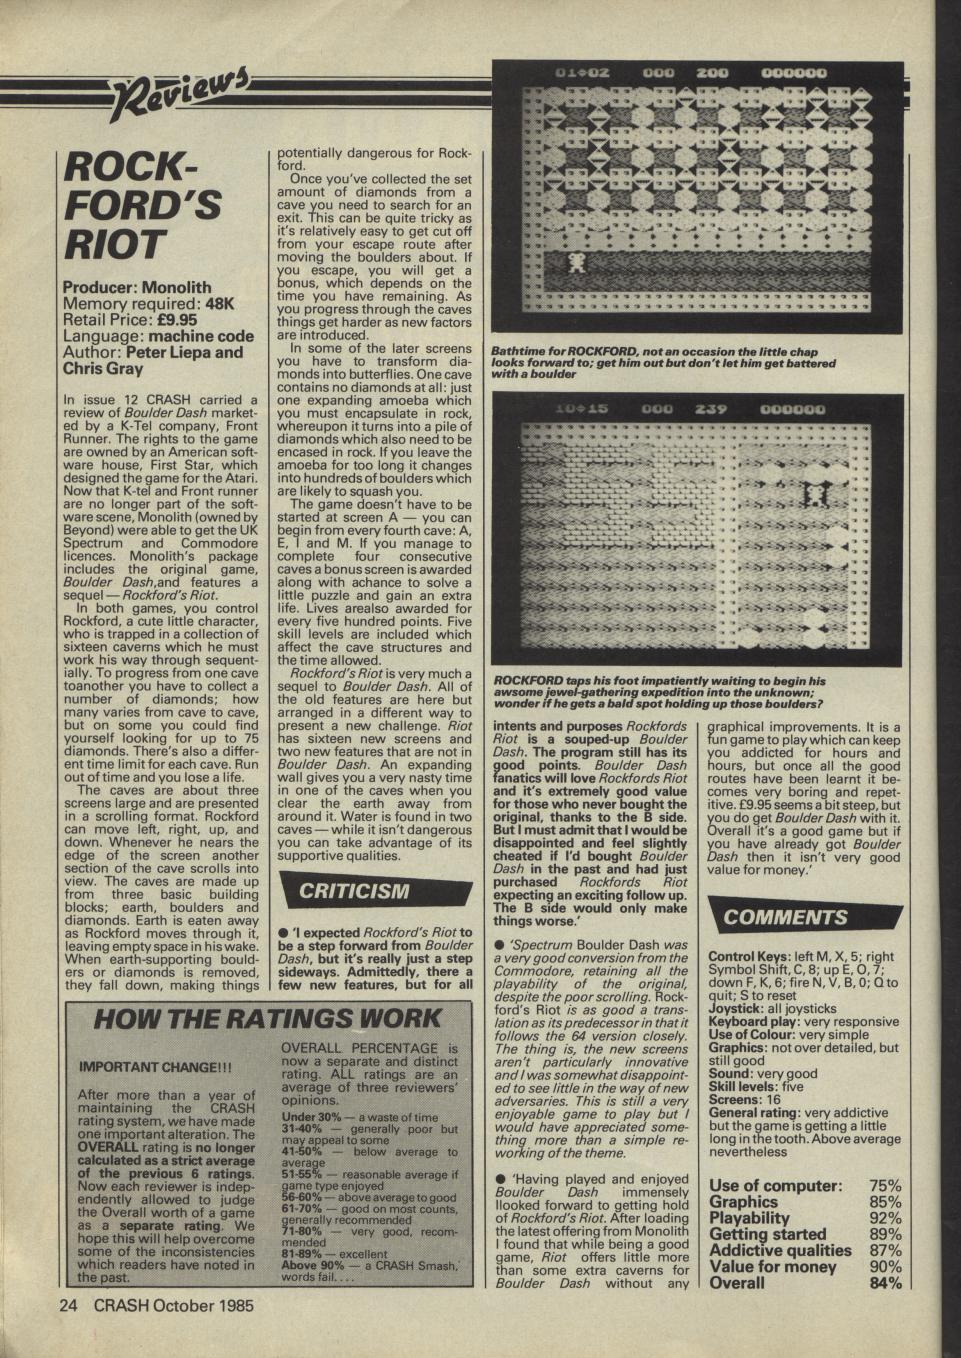 Reviews
ROCK-
FORD'S
RIOT
Producer: Monolith
Memory required: 48K
Retail Price: £9.95
Language: machine code
Author: Peter Liepa and
Chris Gray
In issue 12 CRASH carried a
review of Boulder Dash market-
ed by a K-Tel company, Front
Runner. The rights to the game
are owned by an American soft-
ware house, First Star, which
designed the game for the Atari.
Now that K-tel and Front runner
are no longer part of the soft-
ware scene, Monolith (owned by
Beyond) were able to get the UK
Spectrum and Commodore
licences. Monolith's package
includes the original game,
Boulder Dash,and features a
sequel — Rockford's Riot.
In both games, you control
Rockford, a cute little character,
who is trapped in a collection of
sixteen caverns which he must
work his way through sequent-
ially. To progress from one cave
toanother you have to collect a
number of diamonds; how
many varies from cave to cave,
but on some you could find
yourself looking for up to 75
diamonds. There's also a differ-
ent time limit for each cave. Run
out of time and you lose a life.
The caves are about three
screens large and are presented
in a scrolling format. Rockford
can move left, right, up, and
down. Whenever he nears the
edge of the screen another
section of the cave scrolls into
view. The caves are made up
from three basic building
blocks; earth, boulders and
diamonds. Earth is eaten away
as Rockford moves through it,
leaving empty space in his wake.
When earth-supporting bould-
ers or diamonds is removed,
they fall down, making things
potentially dangerous for Rock-
ford.
Once you've collected the set
amount of diamonds from a
cave you need to search for an
exit. This can be quite tricky as
it's relatively easy to get cut off
from your escape route after
moving the boulders about. If
you escape, you will get a
bonus, which depends on the
time you have remaining. As
you progress through the caves
things get harder as new factors
are introduced.
In some of the later screens
you have to transform dia-
monds into butterflies. One cave
contains no diamonds at all: just
one expanding amoeba which
you must encapsulate in rock,
whereupon it turns into a pile of
diamonds which also need to be
encased in rock. If you leave the
amoeba for too long it changes
into hundreds of boulders which
are likely to squash you.
The game doesn't have to be
started at screen A — you can
begin from every fourth cave: A,
E, I and M. If you manage to
complete four consecutive
caves a bonus screen is awarded
along with achance to solve a
little puzzle and gain an extra
life. Lives arealso awarded for
every five hundred points. Five
skill levels are included which
affect the cave structures and
the time allowed.
Rockford's Riot is very much a
sequel to Boulder Dash. All of
the old features are here but
arranged in a different way to
present a new challenge. Riot
has sixteen new screens and
two new features that are not in
Boulder Dash. An expanding
wall gives you a very nasty time
in one of the caves when you
clear the earth away from
around it. Water is found in two
caves — while it isn't dangerous
you can take advantage of its
supportive qualities.
CRITICISM
● 'I expected Rockford's Riot to
be a step forward from Boulder
Dash, but it's really just a step
sideways. Admittedly, there a
few new features, but for all
01 02 000 200 000000
Bathtime for ROCKFORD, not an occasion the little chap
looks forward to; get him out but don't let him get battered
with a boulder
10 15 000 239 000000
ROCKFORD taps his foot impatiently waiting to begin his
awsome jewel-gathering expedition into the unknown;
wonder if he gets a bald spot holding up those boulders?
intents and purposes Rockfords
Riot is a souped-up Boulder
Dash. The program still has its
good points. Boulder Dash
fanatics will love Rockfords Riot
and it's extremely good value
for those who never bought the
original, thanks to the B side.
But I must admit that I would be
disappointed and feel slightly
cheated if I'd bought Boulder
Dash in the past and had just
purchased Rockfords Riot
expecting an exciting follow up.
The B side would only make
things worse.'
● 'Spectrum Boulder Dash was
a very good conversion from the
Commodore, retaining all the
playability of the original,
despite the poor scrolling. Rock-
ford's Riot is as good a trans-
lation as its predecessor in that it
follows the 64 version closely.
The thing is, the new screens
aren't particularly innovative
and I was somewhat disappoint-
ed to see little in the way of new
adversaries. This is still a very
enjoyable game to play but I
would have appreciated some-
thing more than a simple re-
working of the theme.
● 'Having played and enjoyed
Boulder Dash immensely
Ilooked forward to getting hold
of Rockford's Riot. After loading
the latest offering from Monolith
I found that while being a good
game, Riot offers little more
than some extra caverns for
Boulder Dash without any
graphical improvements. It is a
fun game to play which can keep
you addicted for hours and
hours, but once all the good
routes have been learnt it be-
comes very boring and repet-
itive. £9.95 seems a bit steep, but
you do get Boulder Dash with it.
Overall it's a good game but if
you have already got Boulder
Dash then it isn't very good
value for money.'
COMMENTS
Control Keys: left M, X, 5; right
Symbol Shift, C, 8; up E, O, 7;
down F, K, 6; fire N, V, B, 0; Q to
quit; S to reset
Joystick: all joysticks
Keyboard play: very responsive
Use of Colour: very simple
Graphics: not over detailed, but
still good
Sound: very good
Skill levels: five
Screens: 16
General rating: very addictive
but the game is getting a little
long in the tooth. Above average
nevertheless
Use of computer: 75%
Graphics 85%
Playability 92%
Getting started 89%
Addictive qualities 87%
Value for money 90%
Overall 84%
HOW THE RATINGS WORK
IMPORTANT CHANGE!!!
After more than a year of
maintaining the CRASH
rating system, we have made
one important alteration. The
OVERALL rating is no longer
calculated as a strict average
of the previous 6 ratings.
Now each reviewer is indep-
endently allowed to judge
the Overall worth of a game
as a separate rating. We
hope this will help overcome
some of the inconsistencies
which readers have noted in
the past.
OVERALL PERCENTAGE is
now a separate and distinct
rating. ALL ratings are an
average of three reviewers'
opinions.
Under 30% — a waste of time
31-40% — generally poor but
may appeal to some
41-50% — below average to
average
51-55% — reasonable average if
game type enjoyed
56-60% — above average to good
61-70% — good on most counts,
generally recommended
71-80% — very good, recom-
mended
81-89% — excellent
Above 90% — a CRASH Smash,
words fail....
24 CRASH October 1985